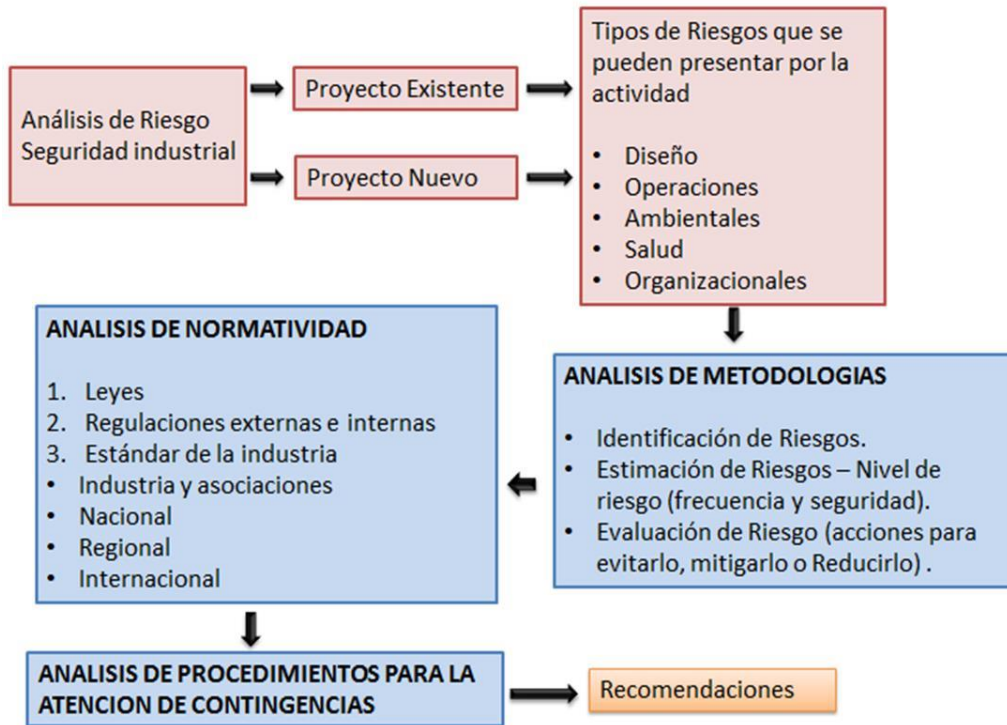 Análisis de Riesgo
Seguridad industrial
Proyecto Existente
Proyecto Nuevo
Tipos de Riesgos que se
pueden presentar por la
actividad
• Diseño
• Operaciones
• Ambientales
• Salud
• Organizacionales
ANALISIS DE METODOLOGIAS
• Identificación de Riesgos.
• Estimación de Riesgos – Nivel de
riesgo (frecuencia y seguridad).
• Evaluación de Riesgo (acciones para
evitarlo, mitigarlo o Reducirlo) .
ANALISIS DE NORMATIVIDAD
1. Leyes
2. Regulaciones externas e internas
3. Estándar de la industria
• Industria y asociaciones
• Nacional
• Regional
• Internacional
ANALISIS DE PROCEDIMIENTOS PARA LA
ATENCION DE CONTINGENCIAS
Recomendaciones